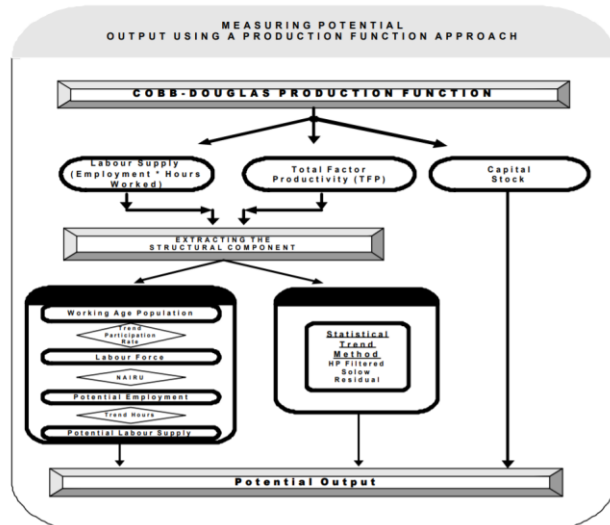 MEASURING POTENTIAL
OUTPUT USING A PRODUCTION FUNCTION APPROACH
COBB-DOUGLAS PRODUCTION FUNCTION
Labour Supply
(Employment * Hours
Worked)
Total Factor
Productivity (TFP)
Capital
Stock
EXTRACTING THE
STRUCTURAL COMPONENT
Working Age Population
Trend
Participation
Rate
Labour Force
NAIRU
Potential Employment
Trend Hours
Potential Labour Supply
Statistical
Trend
Method
HP Filtered
Solow
Residual
Potential Output